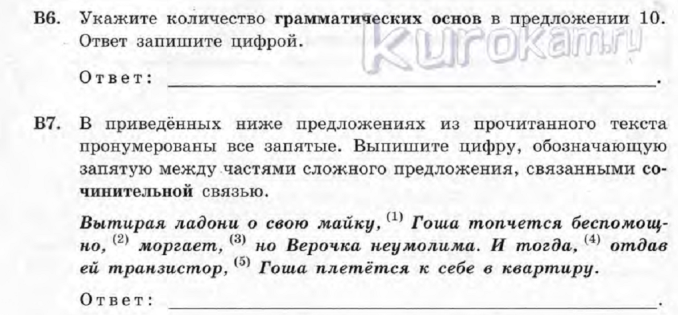 В6. Укажите количество грамматических основ в предложении 10.
Ответ запишите цифрой.
kurokam.ru
Ответ: .
В7. В приведённых ниже предложениях из прочитанного текста
пронумерованы все запятые. Выпишите цифру, обозначающую
запятую между частями сложного предложения, связанными со-
чинительной связью.
Вытирая ладони о свою майку, (1) Гоша топчется беспомощ-
но, (2) моргает, (3) но Верочка неумолима. И тогда, (4) отдав
ей транзистор, (5) Гоша плетётся к себе в квартиру.
Ответ: .